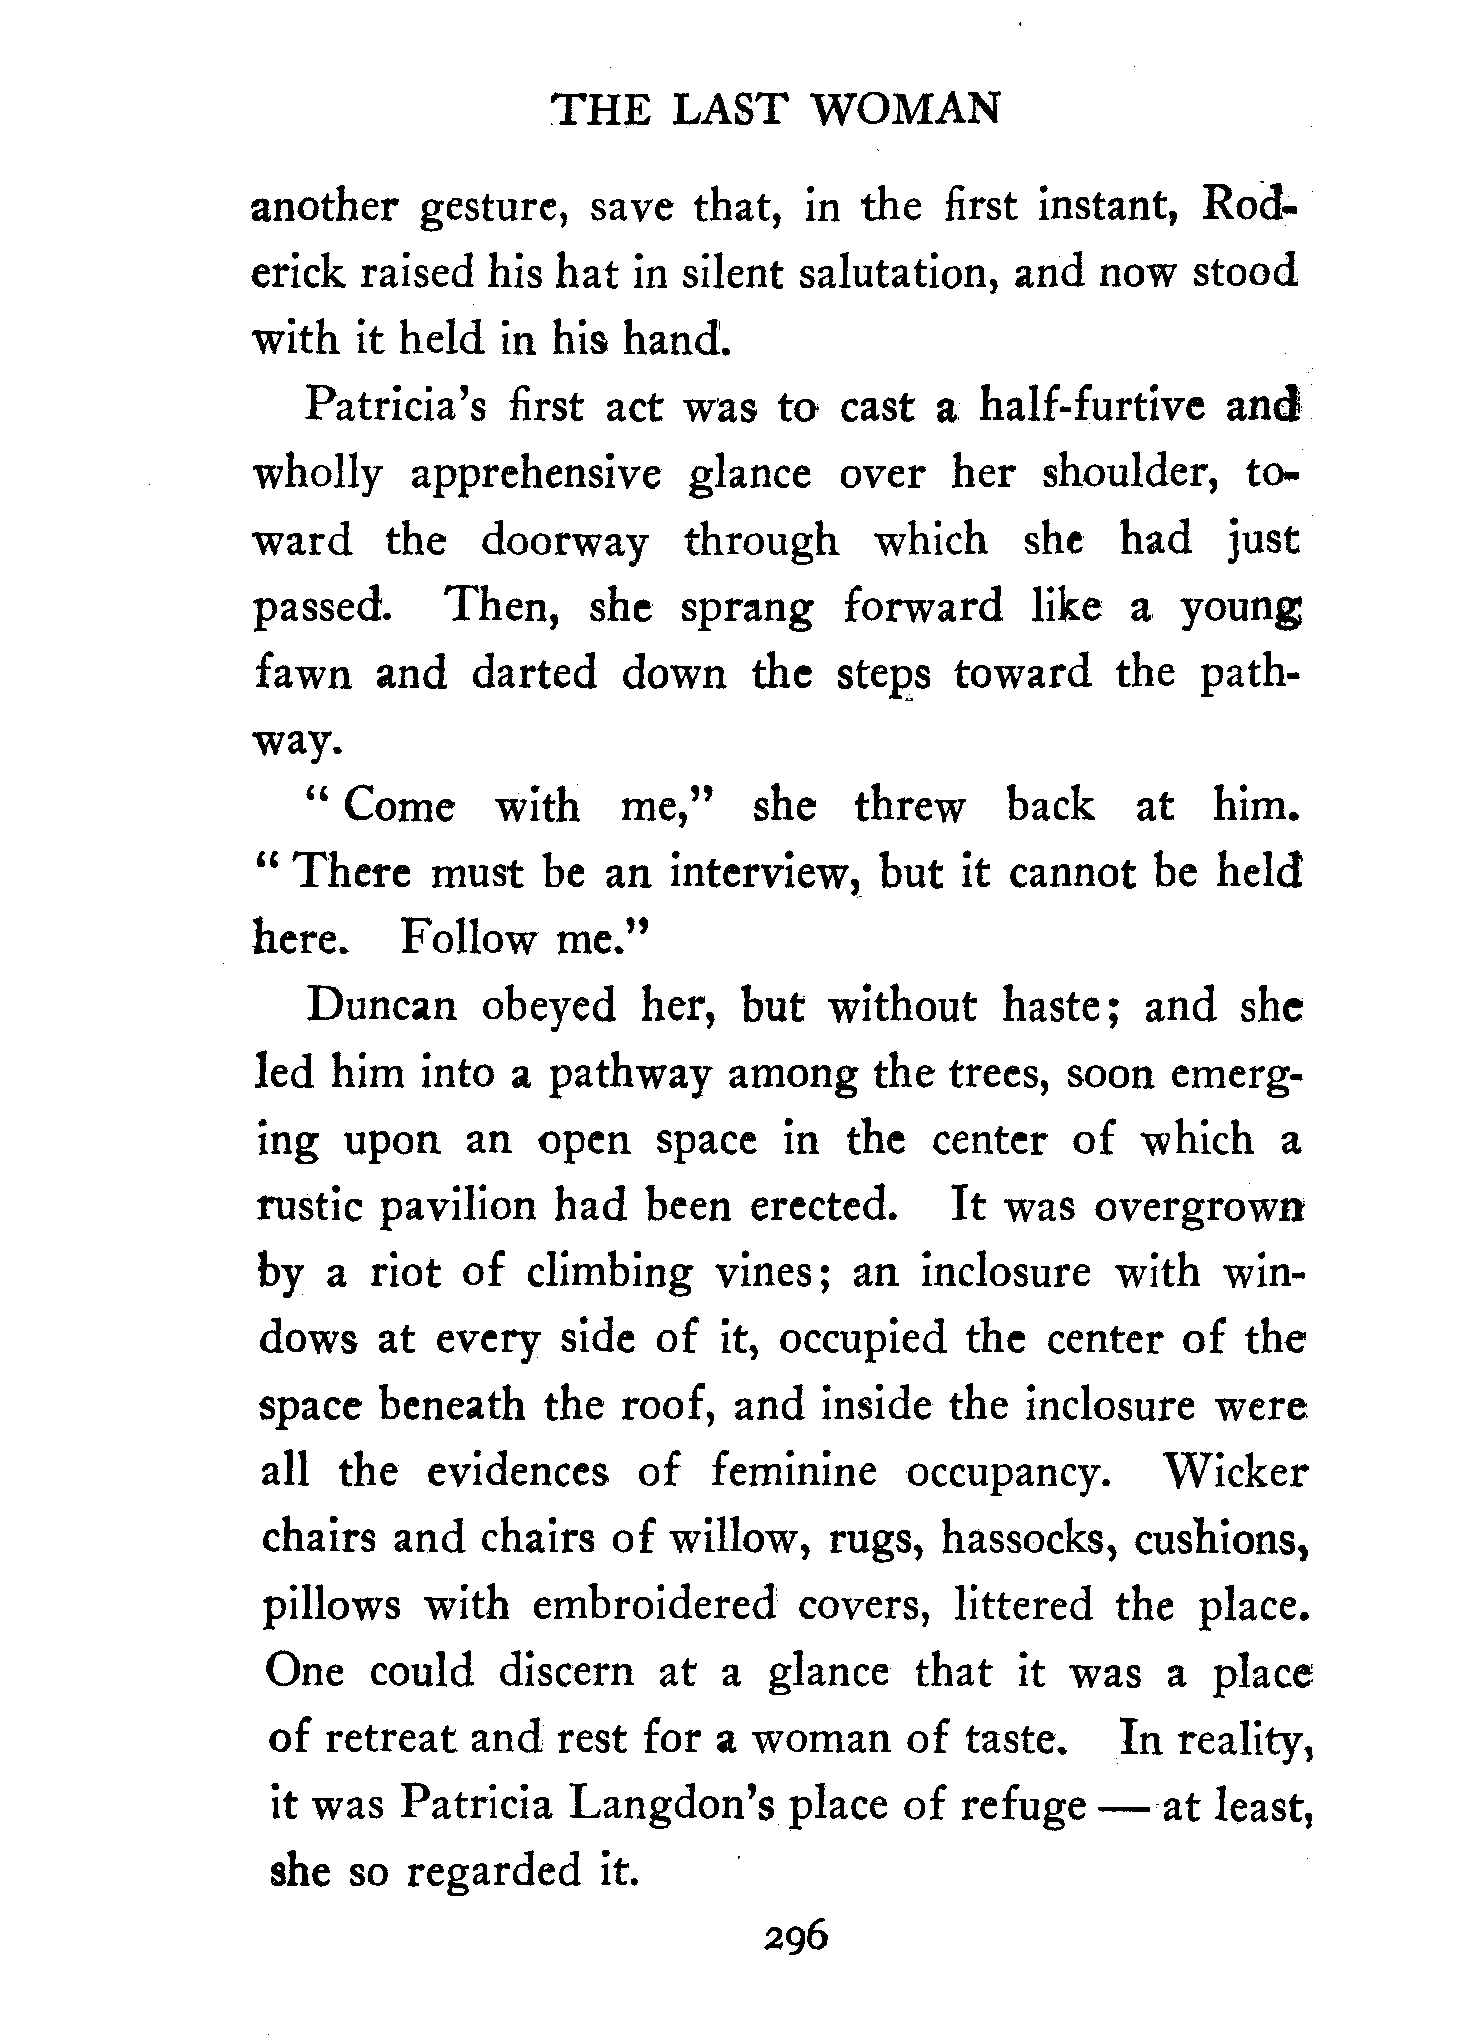 THE LAST WOMAN
another gesture, save that, in the first instant, Rod-
erick raised his hat in silent salutation, and now stood
with it held in his hand.
Patricia's first act was to cast a half-furtive and
wholly apprehensive glance over her shoulder, to-
ward the doorway through which she had just
passed. Then, she sprang forward like a young
fawn and darted down the steps toward the path-
way.
" Come with me," she threw back at him.
" There must be an interview, but it cannot be held
here. Follow me."
Duncan obeyed her, but without haste; and she
led him into a pathway among the trees, soon emerg-
ing upon an open space in the center of which a
rustic pavilion had been erected. It was overgrown
by a riot of climbing vines; an inclosure with win-
dows at every side of it, occupied the center of the
space beneath the roof, and inside the inclosure were
all the evidences of feminine occupancy. Wicker
chairs and chairs of willow, rugs, hassocks, cushions,
pillows with embroidered covers, littered the place.
One could discern at a glance that it was a place
of retreat and rest for a woman of taste. In reality,
it was Patricia Langdon's place of refuge — at least,
she so regarded it.
296